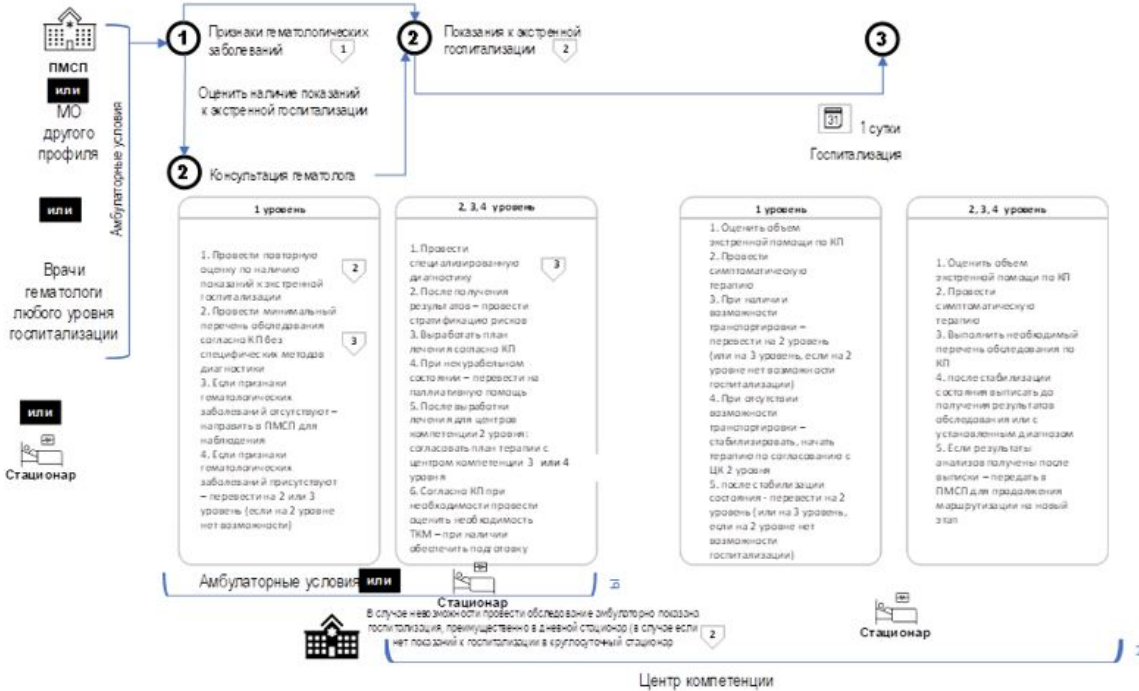 ПМСП
или
МО
другого
профиля
или
Врачи
гематологи
любого уровня
госпитализации
или
Стационар
Амбулаторные условия
1
Признаки гематологических
заболеваний
1
Оценить наличие показаний
к экстренной госпитализации
2
Консультация гематолога
2
Показания к экстренной
госпитализации
2
3
31
1 сутки
Госпитализация
1 уровень
1. Провести повторную
оценку по наличию
показаний к экстренной
госпитализации
2
2. Провести минимальный
перечень обследования
согласно КП без
специфических методов
диагностики
3
3. Если признаки
гематологических
заболеваний отсутствуют –
направить в ПМСП для
наблюдения
4. Если признаки
гематологических
заболеваний присутствуют
– перевести на 2 или 3
уровень (если на 2 уровне
нет возможности)
2, 3, 4 уровень
1. Провести
специализированную
диагностику
3
2. После получения
результатов – провести
стратификацию рисков
3. Выработать план
лечения согласно КП
4. При некурабельном
состоянии – перевести на
паллиативную помощь
5. После выработки
лечения для центров
компетенции 2 уровня:
согласовать план терапии с
центром компетенции 3 или 4
уровня
6. Согласно КП при
необходимости провести
оценить необходимость
ТКМ – при наличии
обеспечить подготовку
1 уровень
1. Оценить объем
экстренной помощи по КП
2. Провести
симптоматическую
терапию
3. При наличии
возможности
транспортировки –
перевести на 2 уровень
(или на 3 уровень, если на 2
уровне нет возможности
госпитализации)
4. При отсутствии
возможности
транспортировки –
стабилизировать, начать
терапию по согласованию с
ЦК 2 уровня
5. после стабилизации
состояния - перевести на 2
уровень (или на 3 уровень,
если на 2 уровне нет
возможности
госпитализации)
2, 3, 4 уровень
1. Оценить объем
экстренной помощи по КП
2. Провести
симптоматическую
терапию
3. Выполнить необходимый
перечень обследования по
КП
4. после стабилизации
состояния выписать до
получения результатов
обследования или с
установленным диагнозом
5. Если результаты
анализов получены после
выписки – передать в
ПМСП для продолжения
маршрутизации на новый
этап
Амбулаторные условия или
Стационар
ы
В случае невозможности провести обследование амбулаторно показана
госпитализация, преимущественно в дневной стационар (в случае если
нет показаний к госпитализации в круглосуточный стационар
2
Стационар
Центр компетенции